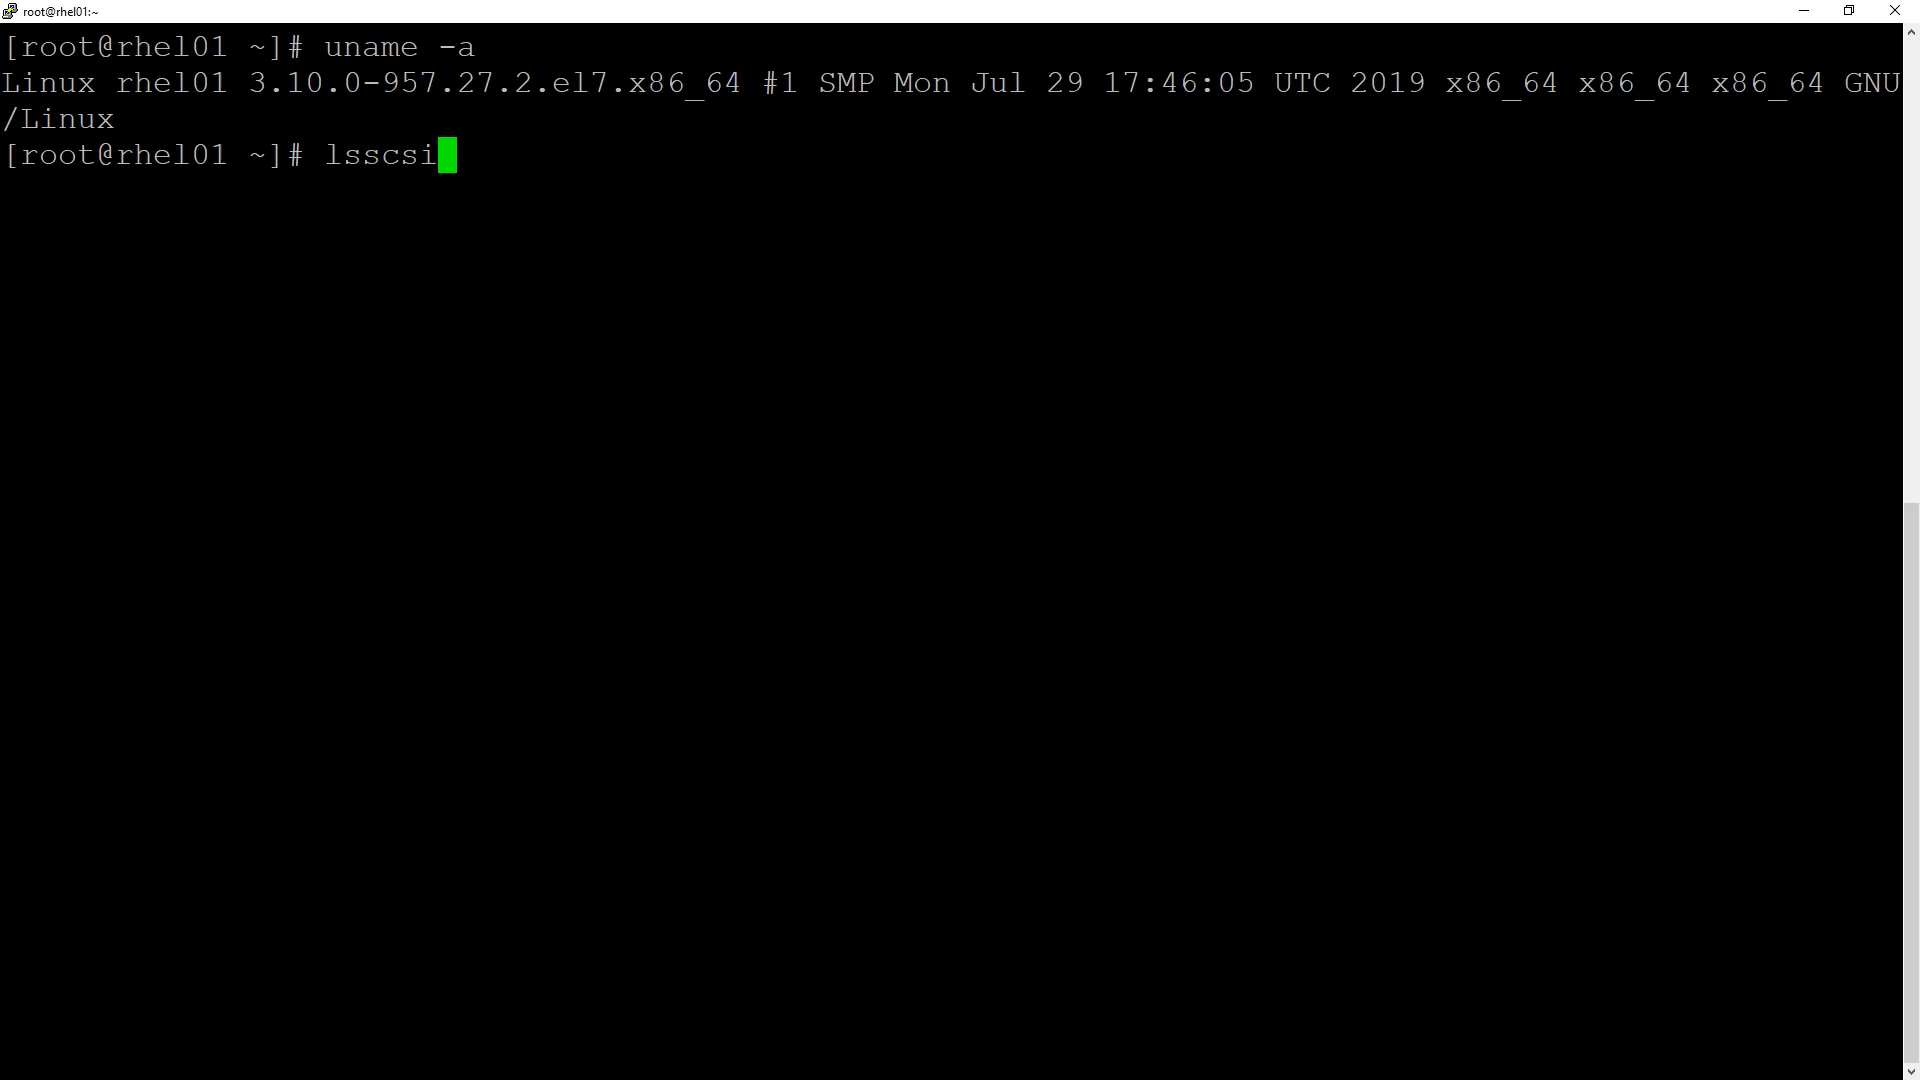 root@rhel01:~
[root@rhel01 ~]# uname -a
Linux rhel01 3.10.0-957.27.2.el7.x86_64 #1 SMP Mon Jul 29 17:46:05 UTC 2019 x86_64 x86_64 x86_64 GNU
/Linux
[root@rhel01 ~]# lsscsi